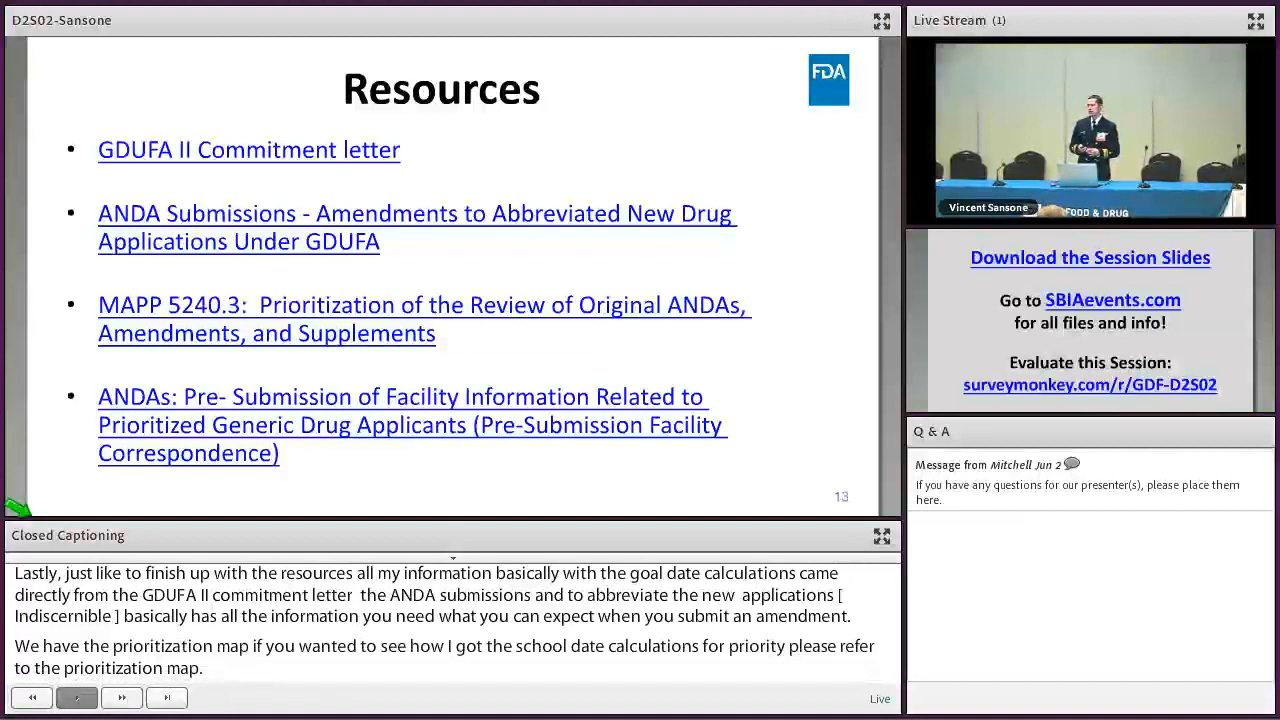 D2S02-Sansone
Resources
FDA
• GDUFA II Commitment letter
• ANDA Submissions - Amendments to Abbreviated New Drug
Applications Under GDUFA
• MAPP 5240.3:  Prioritization of the Review of Original ANDAs,
Amendments, and Supplements
• ANDAs: Pre- Submission of Facility Information Related to
Prioritized Generic Drug Applicants (Pre-Submission Facility
Correspondence)
13
Closed Captioning
Lastly, just like to finish up with the resources all my information basically with the goal date calculations came
directly from the GDUFA II commitment letter  the ANDA submissions and to abbreviate the new  applications [
Indiscernible ] basically has all the information you need what you can expect when you submit an amendment.
We have the prioritization map if you wanted to see how I got the school date calculations for priority please refer
to the prioritization map.
Live
Live Stream (1)
Vincent Sansone
FOOD & DRUG
Download the Session Slides
Go to SBIAevents.com
for all files and info!
Evaluate this Session:
surveymonkey.com/r/GDF-D2S02
Q & A
Message from Mitchell Jun 2
If you have any questions for our presenter(s), please place them
here.